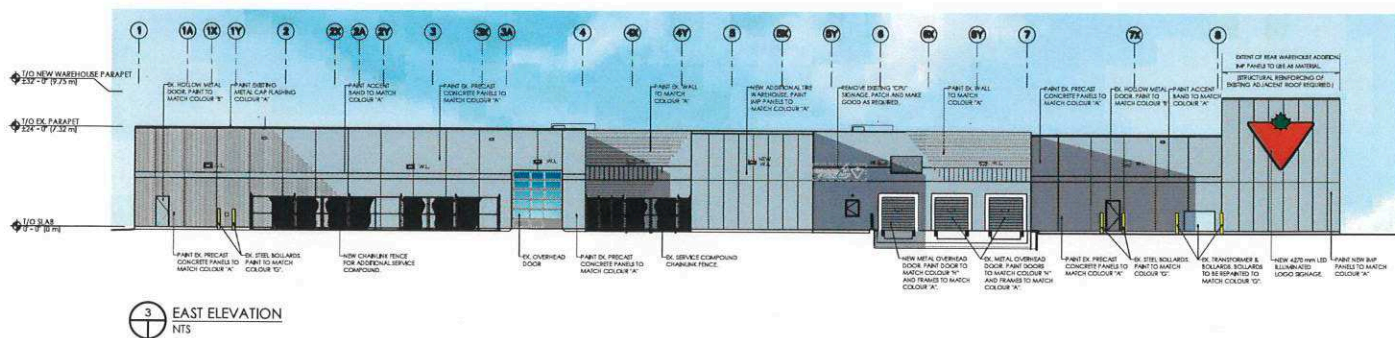 1 1A 1X 1Y 2 2X 2A 2Y 3 3X 3A 4 4X 4Y 5 5X 5Y 6 6X 6Y 7 7X 8
EXTENT OF REAR WAREHOUSE ADDITION.
IMP PANELS TO USE AS MATERIAL.
(STRUCTURAL REINFORCING OF
EXISTING ADJACENT ROOF REQUIRED.)
T/O NEW WAREHOUSE PARAPET
±32' - 0" (9.75 m)
EX. HOLLOW METAL
DOOR. PAINT TO
MATCH COLOUR "B"
PAINT EXISTING
METAL CAP FLASHING
COLOUR "A"
PAINT ACCENT
BAND TO MATCH
COLOUR "A"
PAINT EX. PRECAST
CONCRETE PANELS TO
MATCH COLOUR "A"
PAINT EX. WALL
TO MATCH
COLOUR "A"
NEW ADDITIONAL TIRE
WAREHOUSE. PAINT
IMP PANELS TO
MATCH COLOUR "A"
REMOVE EXISTING "CPU"
SIGNAGE. PATCH AND MAKE
GOOD AS REQUIRED.
PAINT EX. WALL
TO MATCH
COLOUR "A"
PAINT EX. PRECAST
CONCRETE PANELS TO
MATCH COLOUR "A"
EX. HOLLOW METAL
DOOR. PAINT TO
MATCH COLOUR "B"
PAINT ACCENT
BAND TO MATCH
COLOUR "A"
T/O EX. PARAPET
±24' - 0" (7.32 m)
T/O SLAB
0' - 0" (0 m)
PAINT EX. PRECAST
CONCRETE PANELS TO
MATCH COLOUR "A"
EX. STEEL BOLLARDS
PAINT TO MATCH
COLOUR "G".
NEW CHAINLINK FENCE
FOR ADDITIONAL SERVICE
COMPOUND.
EX. OVERHEAD
DOOR
PAINT EX. PRECAST
CONCRETE PANELS TO
MATCH COLOUR "A"
EX. SERVICE COMPOUND
CHAINLINK FENCE.
NEW METAL OVERHEAD
DOOR. PAINT DOOR TO
MATCH COLOUR "H"
AND FRAMES TO MATCH
COLOUR "A".
EX. METAL OVERHEAD
DOOR. PAINT DOORS
TO MATCH COLOUR "H"
AND FRAMES TO MATCH
COLOUR "A".
PAINT EX. PRECAST
CONCRETE PANELS TO
MATCH COLOUR "A"
EX. STEEL BOLLARDS
PAINT TO MATCH
COLOUR "G".
EX. TRANSFORMER &
BOLLARDS. BOLLARDS
TO BE REPAINTED TO
MATCH COLOUR "G".
NEW 4270 mm LED
ILLUMINATED
LOGO SIGNAGE.
PAINT NEW IMP
PANELS TO MATCH
COLOUR "A"
3 EAST ELEVATION
NTS